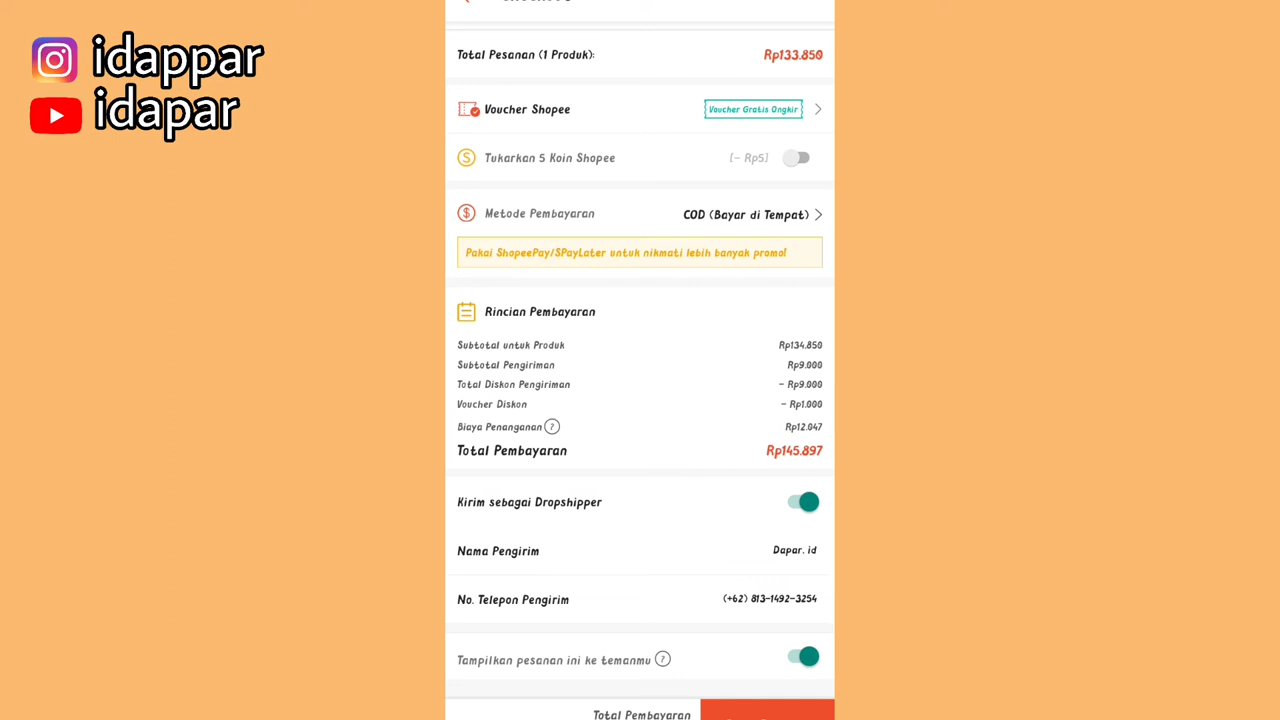 idappar
idapar
Total Pesanan (1 Produk):
Rp133.850
Voucher Shopee
Voucher Gratis Ongkir
Tukarkan 5 Koin Shopee
[- Rp5]
Metode Pembayaran
COD (Bayar di Tempat)
Pakai ShopeePay/SPayLater untuk nikmati lebih banyak promo!
Rincian Pembayaran
Subtotal untuk Produk
Rp134.850
Subtotal Pengiriman
Rp9.000
Total Diskon Pengiriman
- Rp9.000
Voucher Diskon
- Rp1.000
Biaya Penanganan ?
Rp12.047
Total Pembayaran
Rp145.897
Kirim sebagai Dropshipper
Nama Pengirim
Dapar. id
No. Telepon Pengirim
(+62) 813-1492-3254
Tampilkan pesanan ini ke temanmu ?
Total Pembayaran